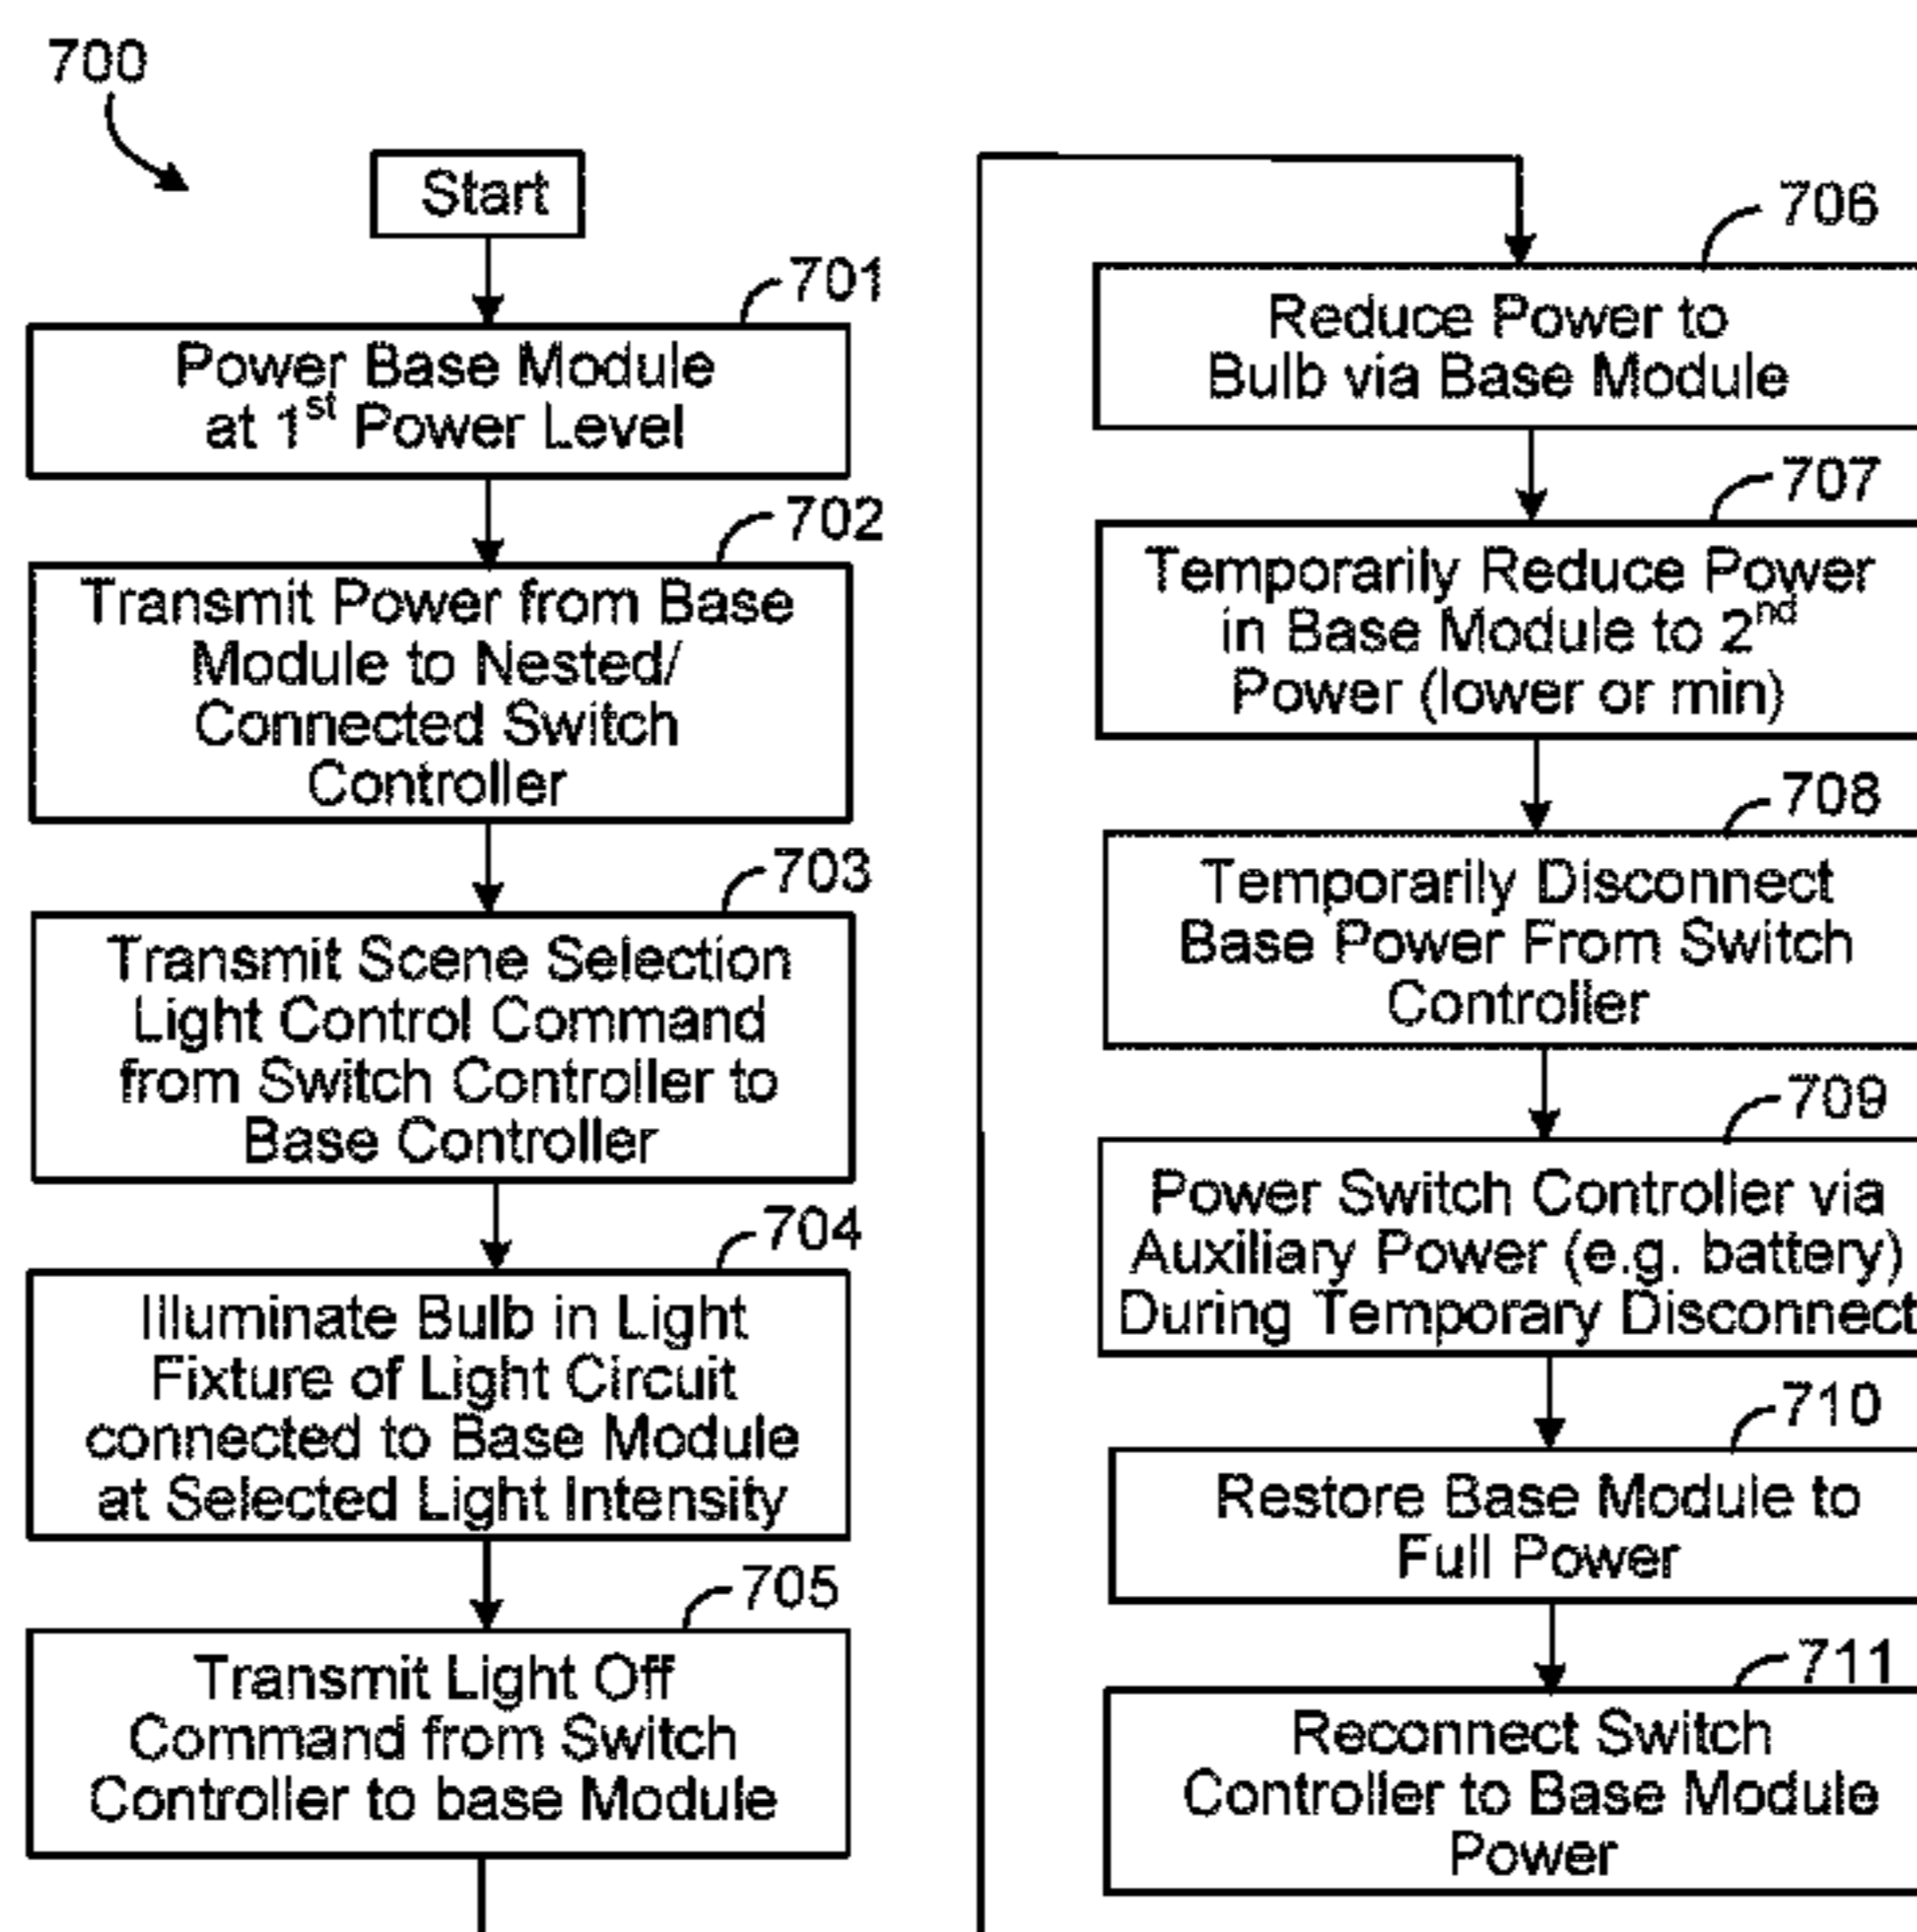 700
Start
701
Power Base Module
at 1st Power Level
702
Transmit Power from Base
Module to Nested/
Connected Switch
Controller
703
Transmit Scene Selection
Light Control Command
from Switch Controller to
Base Controller
704
Illuminate Bulb in Light
Fixture of Light Circuit
connected to Base Module
at Selected Light Intensity
705
Transmit Light Off
Command from Switch
Controller to base Module
706
Reduce Power to
Bulb via Base Module
707
Temporarily Reduce Power
in Base Module to 2nd
Power (lower or min)
708
Temporarily Disconnect
Base Power From Switch
Controller
709
Power Switch Controller via
Auxiliary Power (e.g. battery)
During Temporary Disconnect
710
Restore Base Module to
Full Power
711
Reconnect Switch
Controller to Base Module
Power